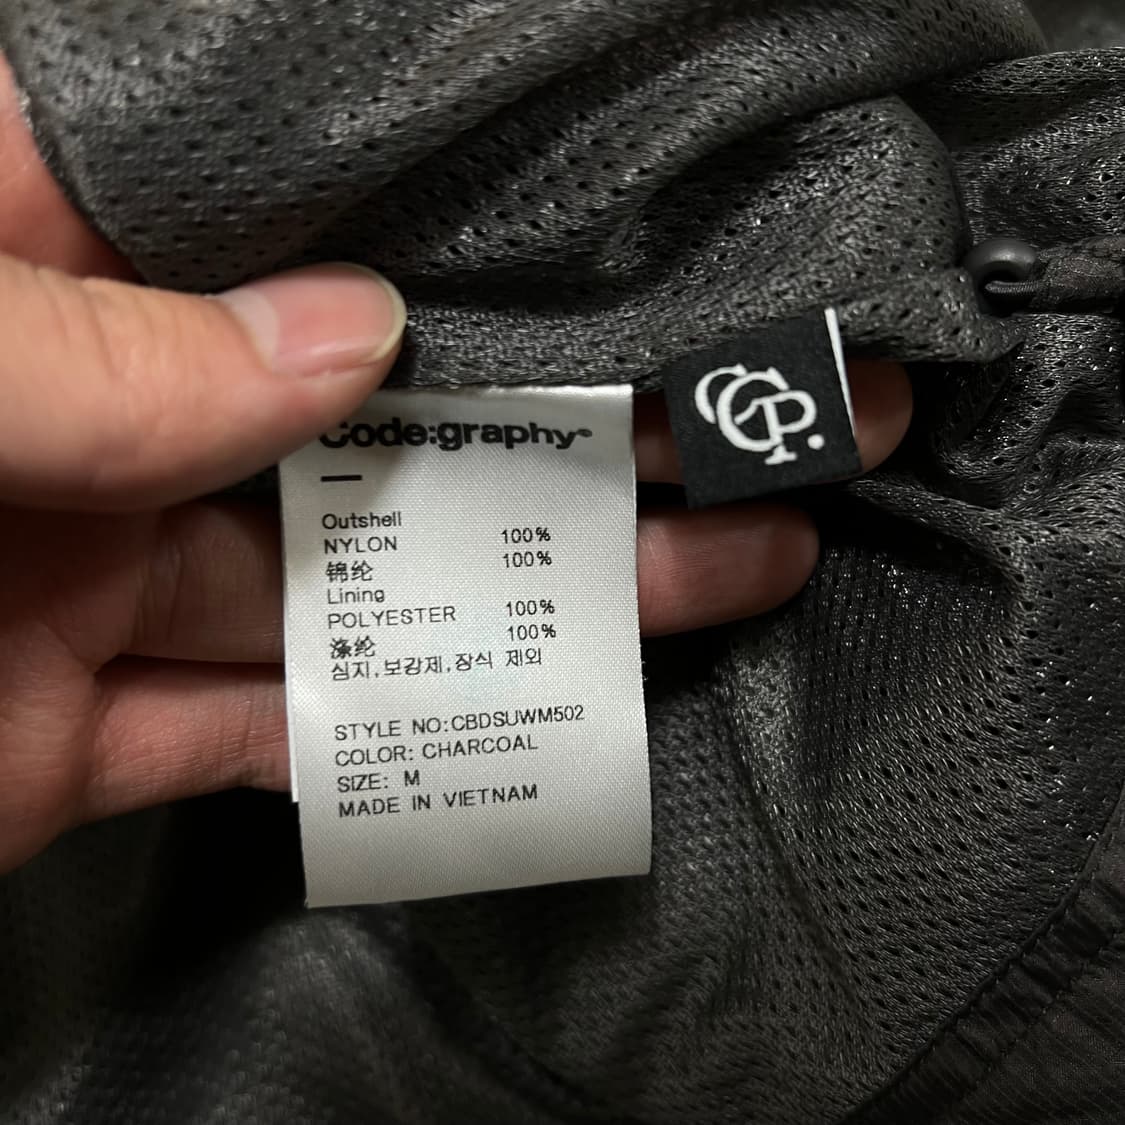 Code:graphy®
CGP.
Outshell
NYLON 100%
锦纶 100%
Lining
POLYESTER 100%
涤纶 100%
심지,보강제,장식 제외
STYLE NO:CBDSUWM502
COLOR: CHARCOAL
SIZE: M
MADE IN VIETNAM